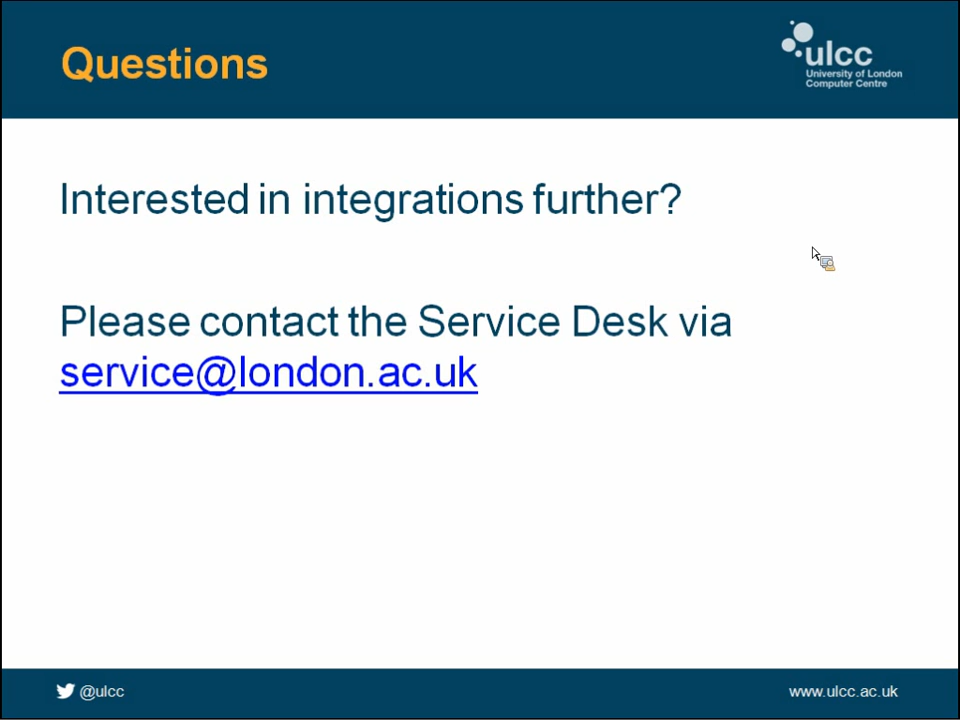 Questions
ulcc
University of London
Computer Centre
Interested in integrations further?
Please contact the Service Desk via
service@london.ac.uk
@ulcc
www.ulcc.ac.uk